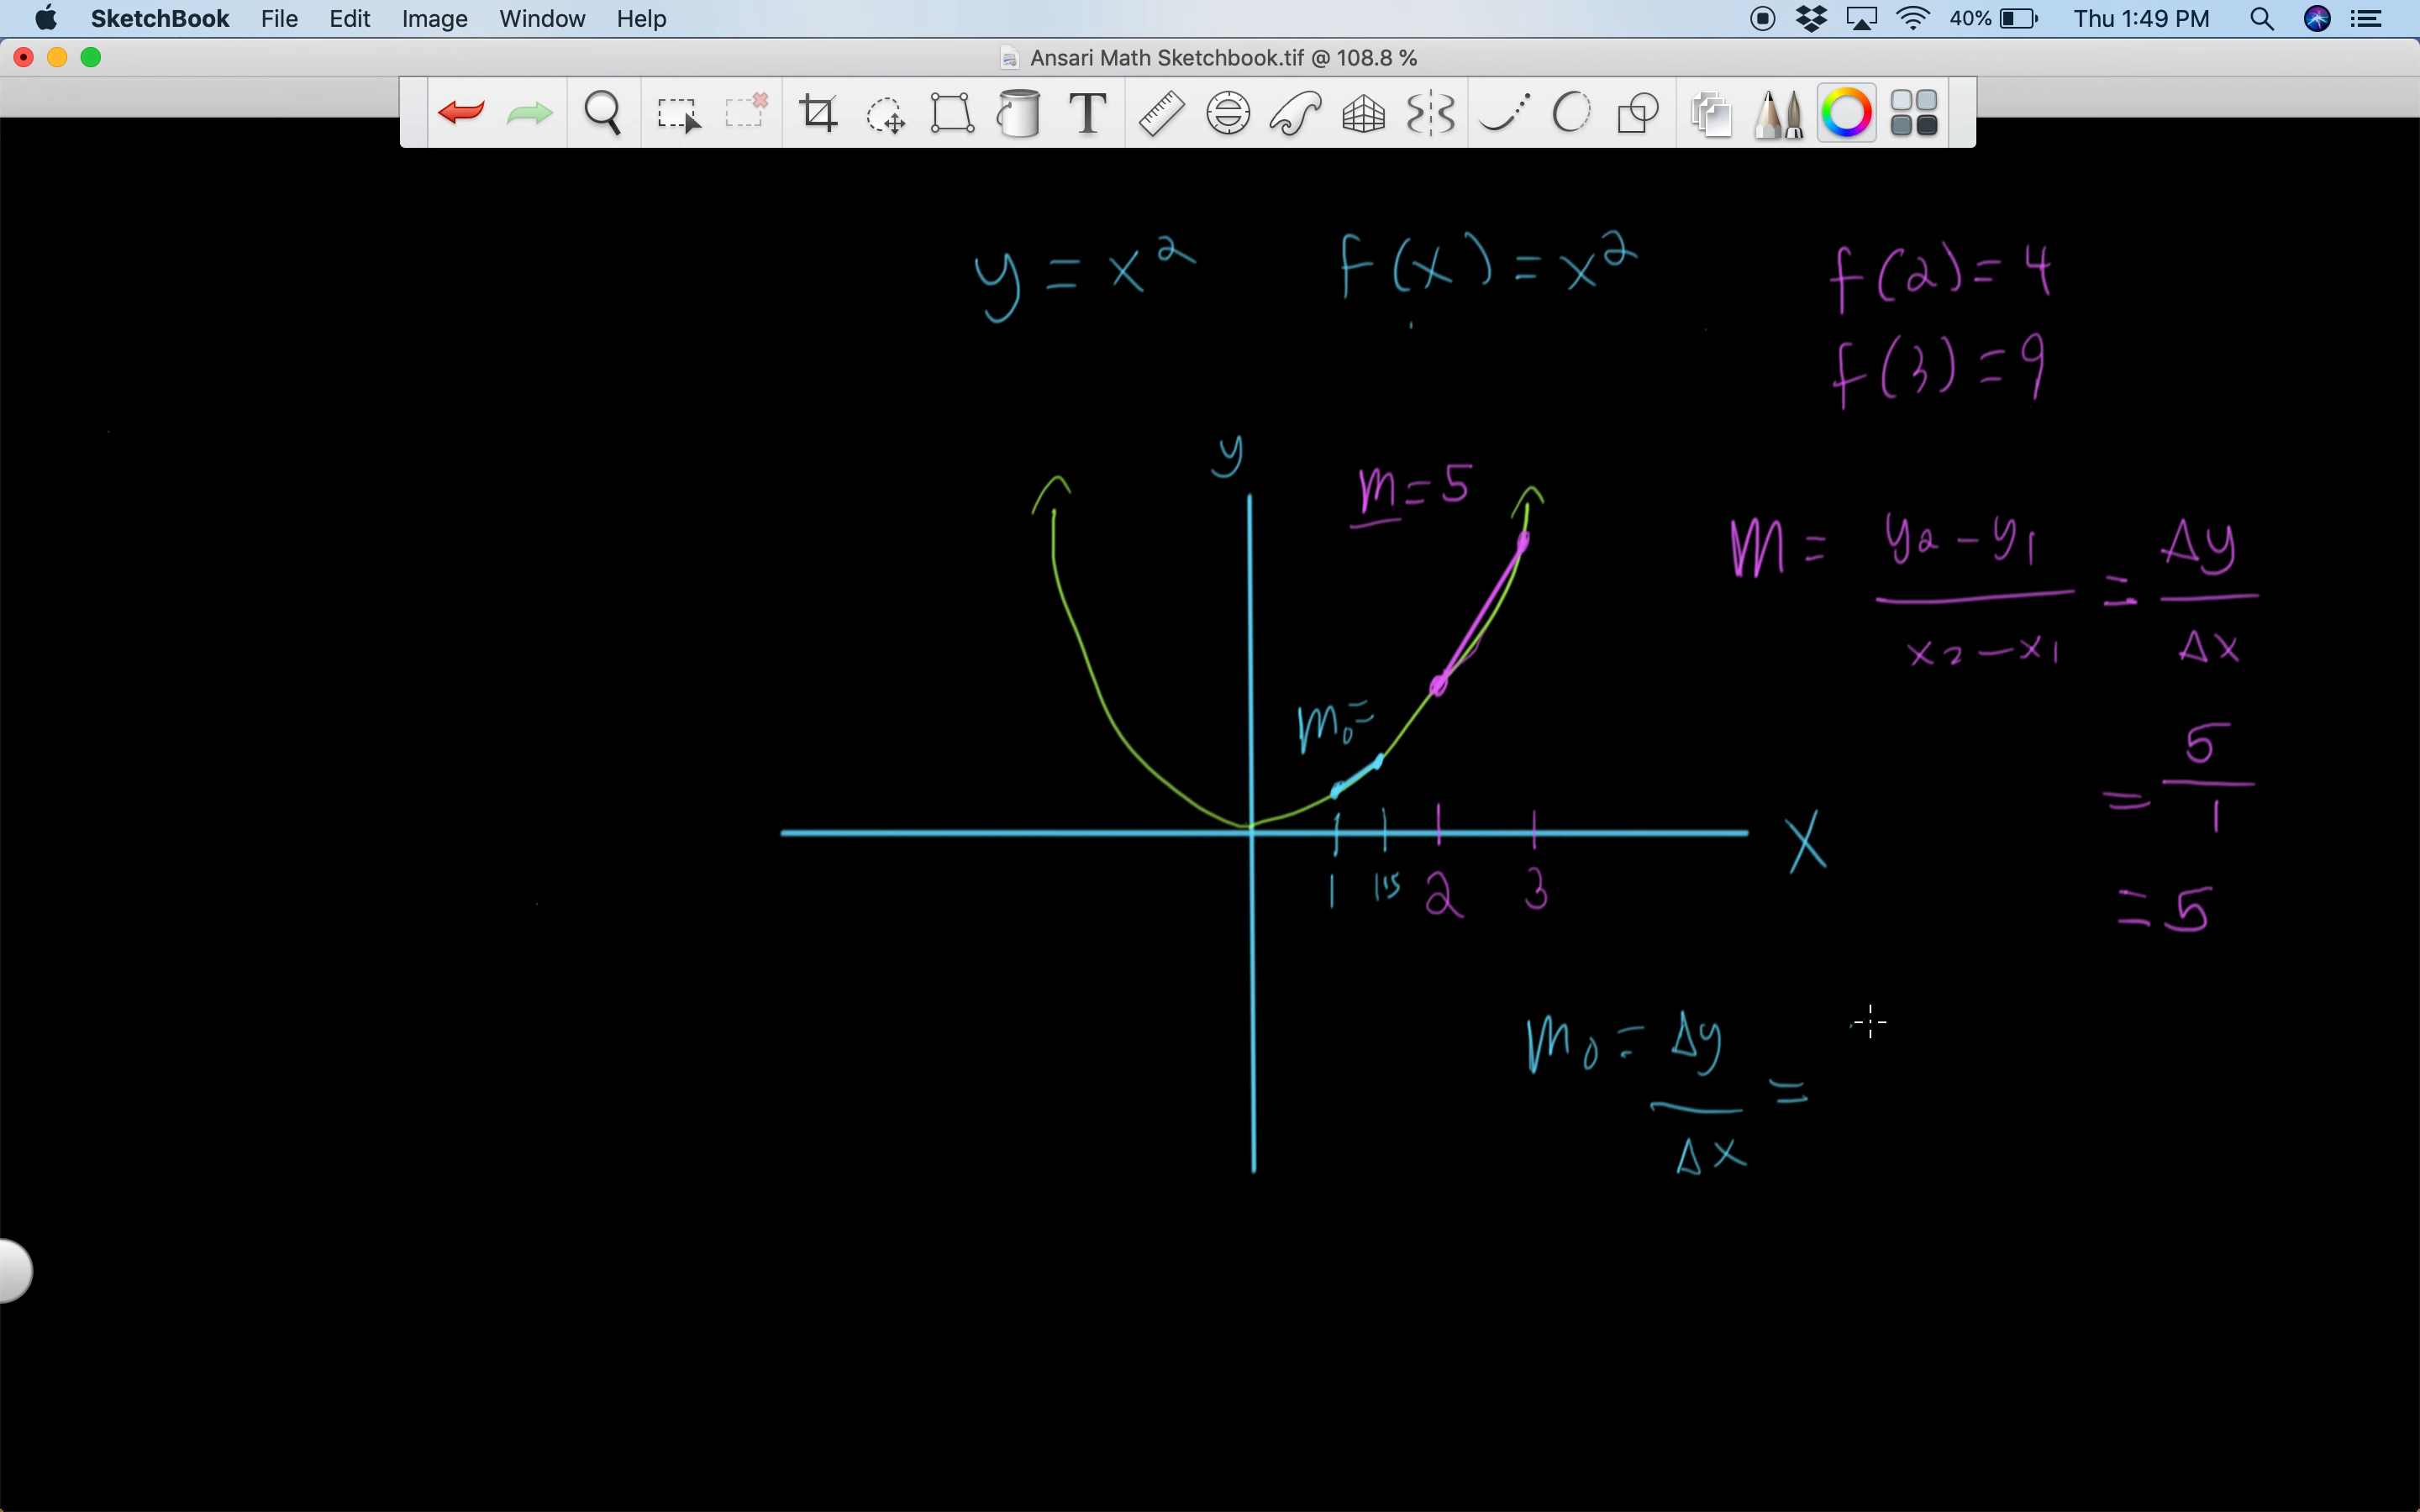 SketchBook File Edit Image Window Help 40% Thu 1:49 PM
Ansari Math Sketchbook.tif @ 108.8 %
T
y = x² f(x) = x² f(2) = 4
f(3) = 9
y
m = 5
M = y₂ - y₁ / x₂ - x₁ = Δy / Δx
m₀ =
= 5 / 1
X
1 1.5 2 3
= 5
m₀ = Δy / Δx =